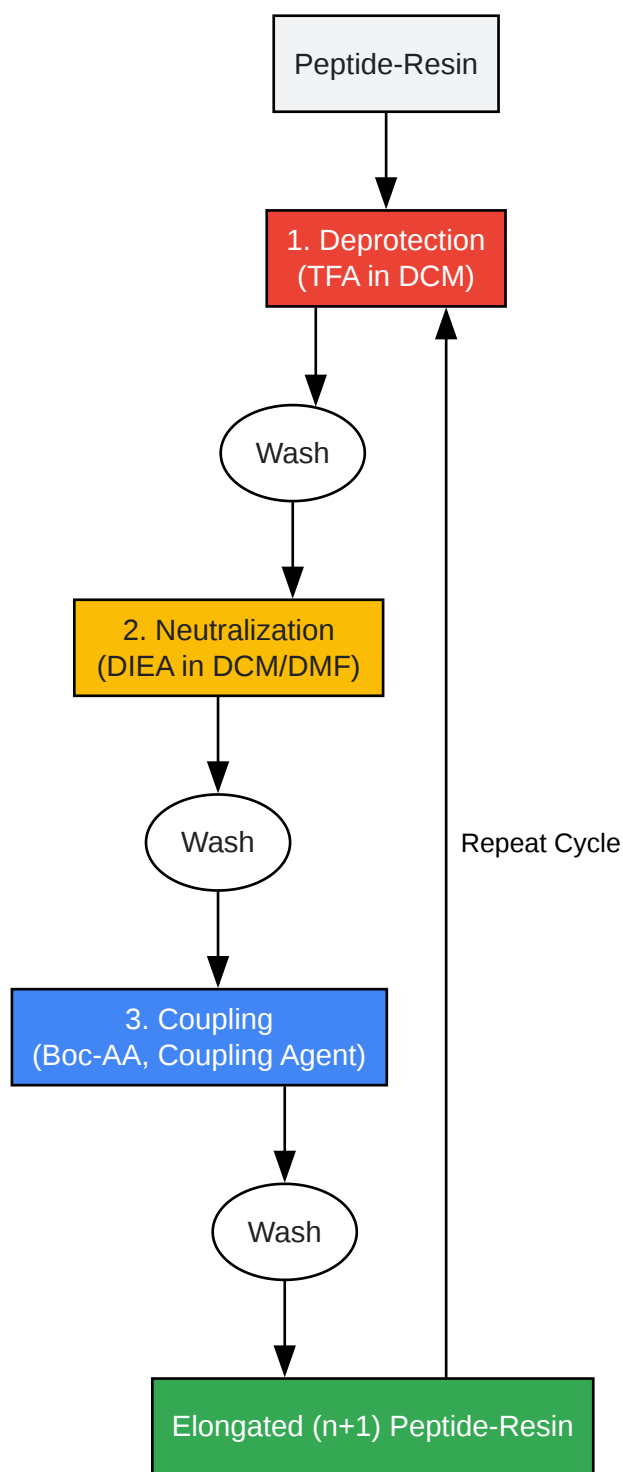 Peptide-Resin
1. Deprotection
(TFA in DCM)
Wash
2. Neutralization
(DIEA in DCM/DMF)
Wash
Repeat Cycle
3. Coupling
(Boc-AA, Coupling Agent)
Wash
Elongated (n+1) Peptide-Resin